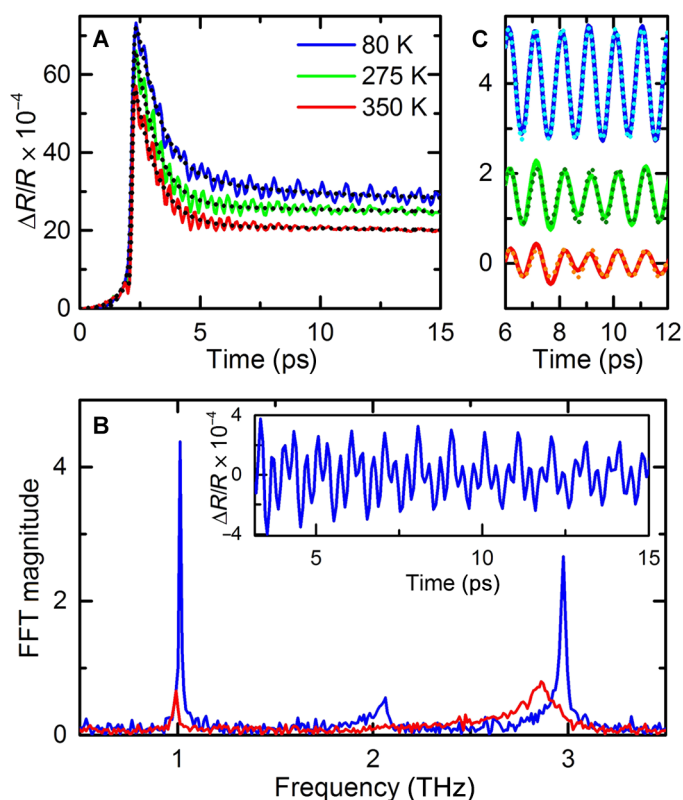 A
80 K
275 K
350 K
60
40
20
0
ΔR/R × 10⁻⁴
0 5 10 15
Time (ps)
C
4
2
0
6 8 10 12
Time (ps)
B
4
2
0
FFT magnitude
1 2 3
Frequency (THz)
4
0
−4
ΔR/R × 10⁻⁴
5 10 15
Time (ps)